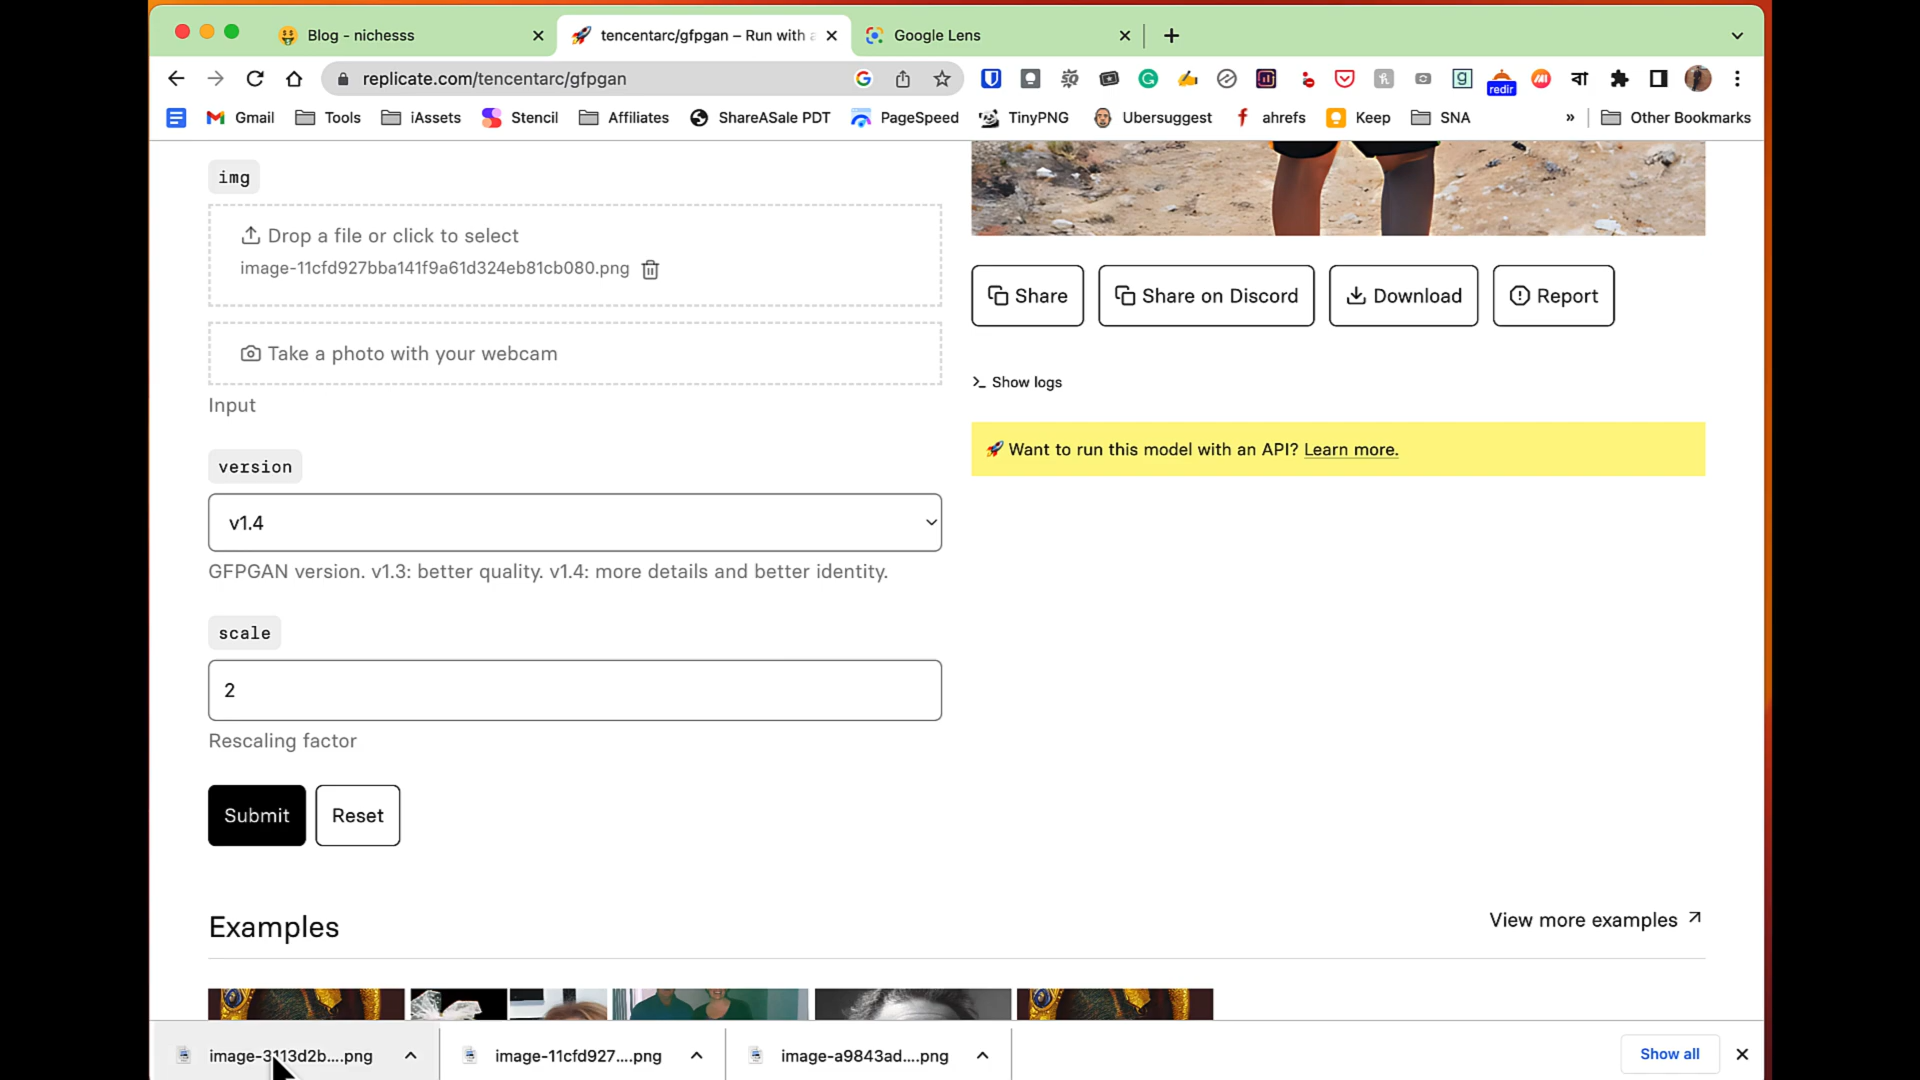 Blog - nichesss
tencentarc/gfpgan – Run with a
Google Lens
replicate.com/tencentarc/gfpgan
redir
Gmail Tools iAssets Stencil Affiliates ShareASale PDT PageSpeed TinyPNG Ubersuggest ahrefs Keep SNA » Other Bookmarks
img
Drop a file or click to select
image-11cfd927bba141f9a61d324eb81cb080.png
Take a photo with your webcam
Input
version
v1.4
GFPGAN version. v1.3: better quality. v1.4: more details and better identity.
scale
2
Rescaling factor
Submit Reset
Share Share on Discord Download Report
Show logs
Want to run this model with an API? Learn more.
Examples
View more examples
image-3113d2b....png
image-11cfd927....png
image-a9843ad....png
Show all